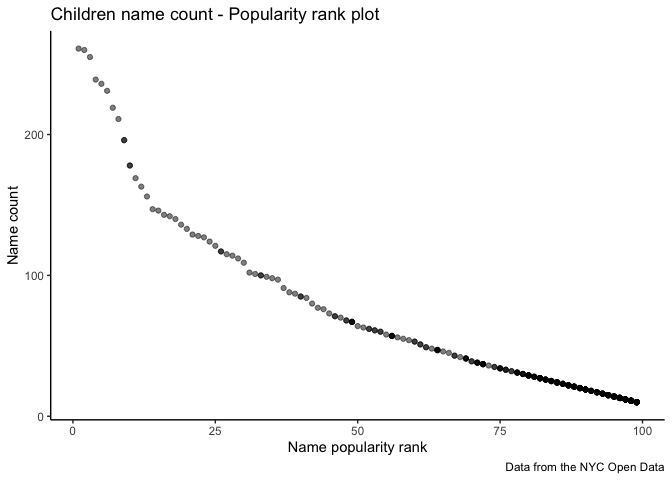 Children name count - Popularity rank plot
200
100
0
Name count
0 25 50 75 100
Name popularity rank
Data from the NYC Open Data